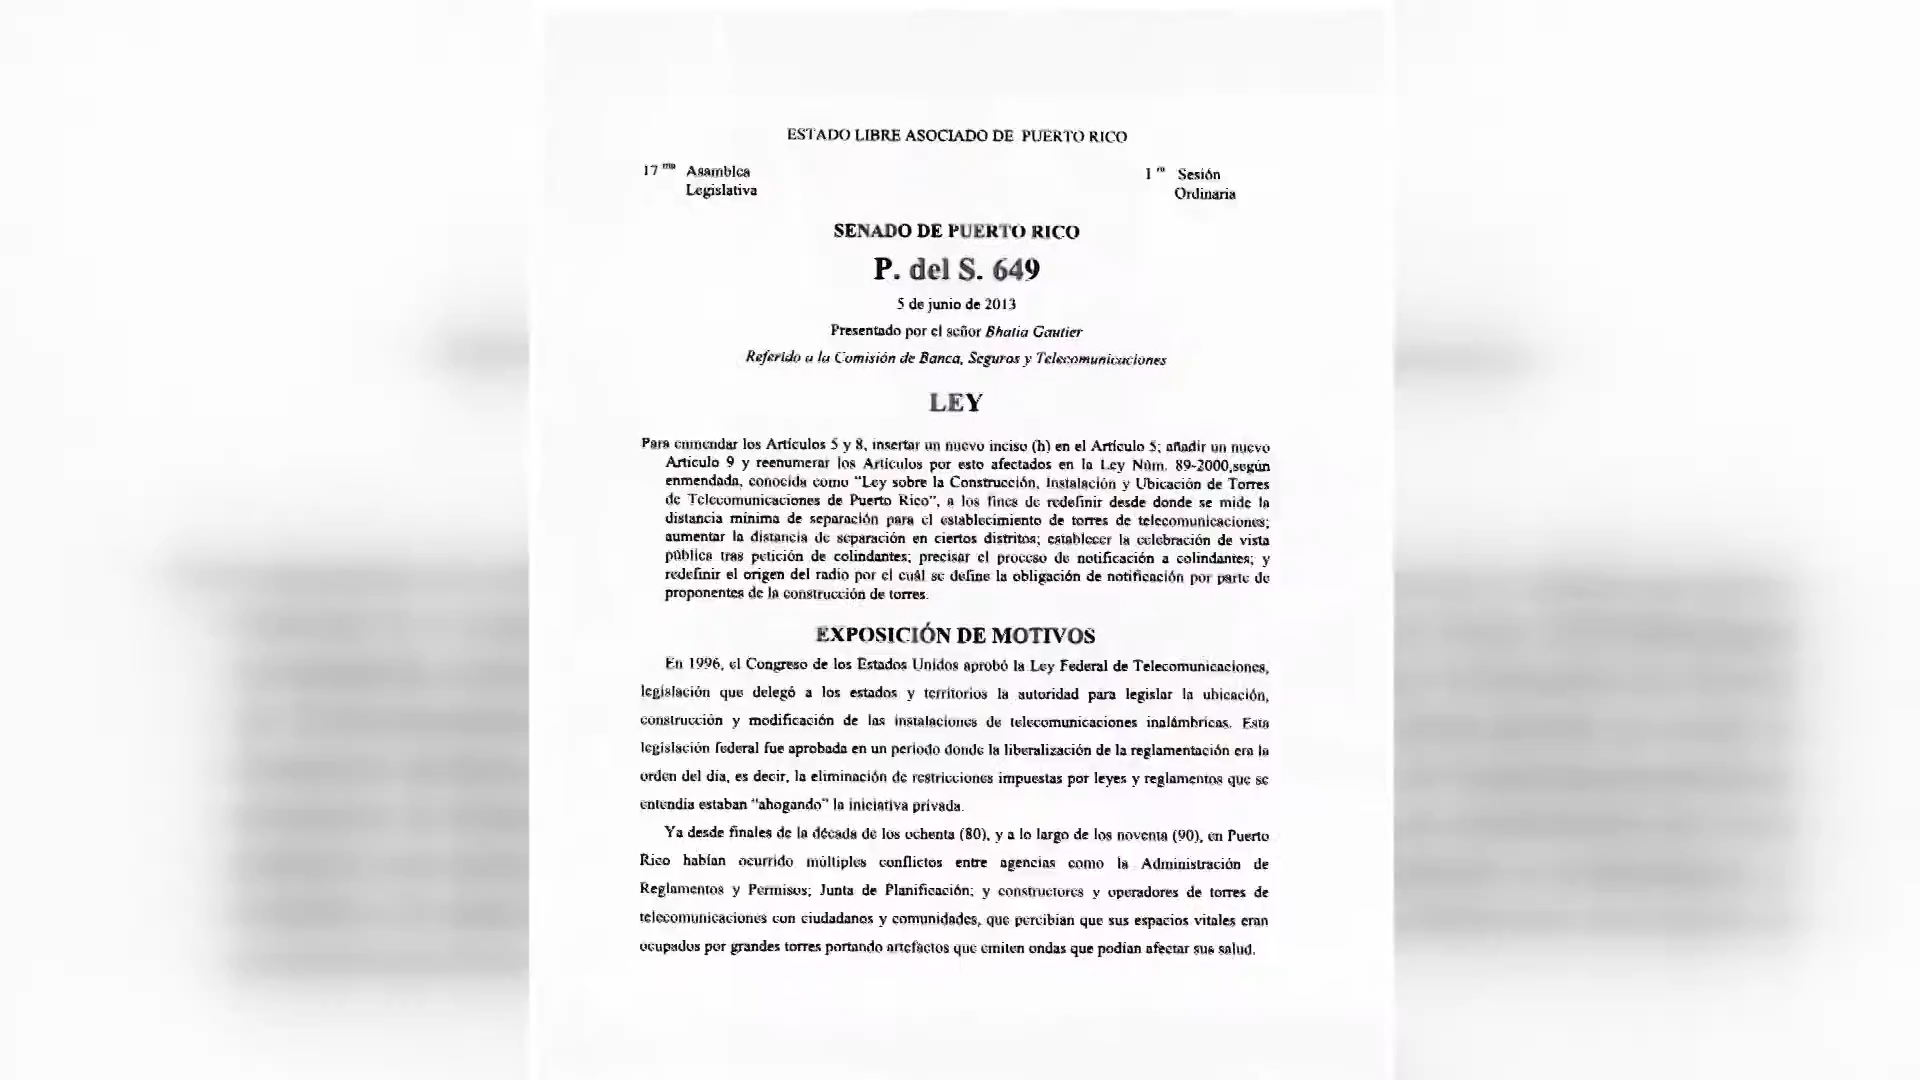 ESTADO LIBRE ASOCIADO DE PUERTO RICO
17 ma Asamblea
Legislativa
1 ra Sesión
Ordinaria
SENADO DE PUERTO RICO
P. del S. 649
5 de junio de 2013
Presentado por el señor Bhatia Gautier
Referido a la Comisión de Banca, Seguros y Telecomunicaciones
LEY
Para enmendar los Artículos 5 y 8, insertar un nuevo inciso (h) en el Artículo 5; añadir un nuevo
Artículo 9 y reenumerar los Artículos por esto afectados en la Ley Núm. 89-2000,según
enmendada, conocida como “Ley sobre la Construcción, Instalación y Ubicación de Torres
de Telecomunicaciones de Puerto Rico”, a los fines de redefinir desde donde se mide la
distancia mínima de separación para el establecimiento de torres de telecomunicaciones;
aumentar la distancia de separación en ciertos distritos; establecer la celebración de vista
pública tras petición de colindantes; precisar el proceso de notificación a colindantes; y
redefinir el origen del radio por el cuál se define la obligación de notificación por parte de
proponentes de la construcción de torres.
EXPOSICIÓN DE MOTIVOS
En 1996, el Congreso de los Estados Unidos aprobó la Ley Federal de Telecomunicaciones,
legislación que delegó a los estados y territorios la autoridad para legislar la ubicación,
construcción y modificación de las instalaciones de telecomunicaciones inalámbricas. Esta
legislación federal fue aprobada en un período donde la liberalización de la reglamentación era la
orden del día, es decir, la eliminación de restricciones impuestas por leyes y reglamentos que se
entendía estaban “ahogando” la iniciativa privada.
Ya desde finales de la década de los ochenta (80), y a lo largo de los noventa (90), en Puerto
Rico habían ocurrido múltiples conflictos entre agencias como la Administración de
Reglamentos y Permisos; Junta de Planificación; y constructores y operadores de torres de
telecomunicaciones con ciudadanos y comunidades, que percibían que sus espacios vitales eran
ocupados por grandes torres portando artefactos que emiten ondas que podían afectar sus salud.